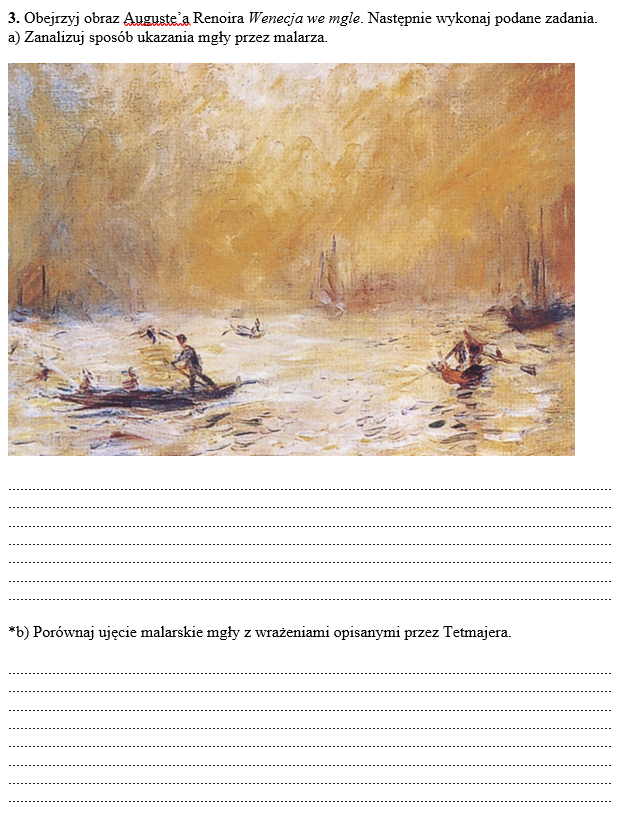 3. Obejrzyj obraz Auguste’a Renoira Wenecja we mgle. Następnie wykonaj podane zadania.
a) Zanalizuj sposób ukazania mgły przez malarza.
*b) Porównaj ujęcie malarskie mgły z wrażeniami opisanymi przez Tetmajera.